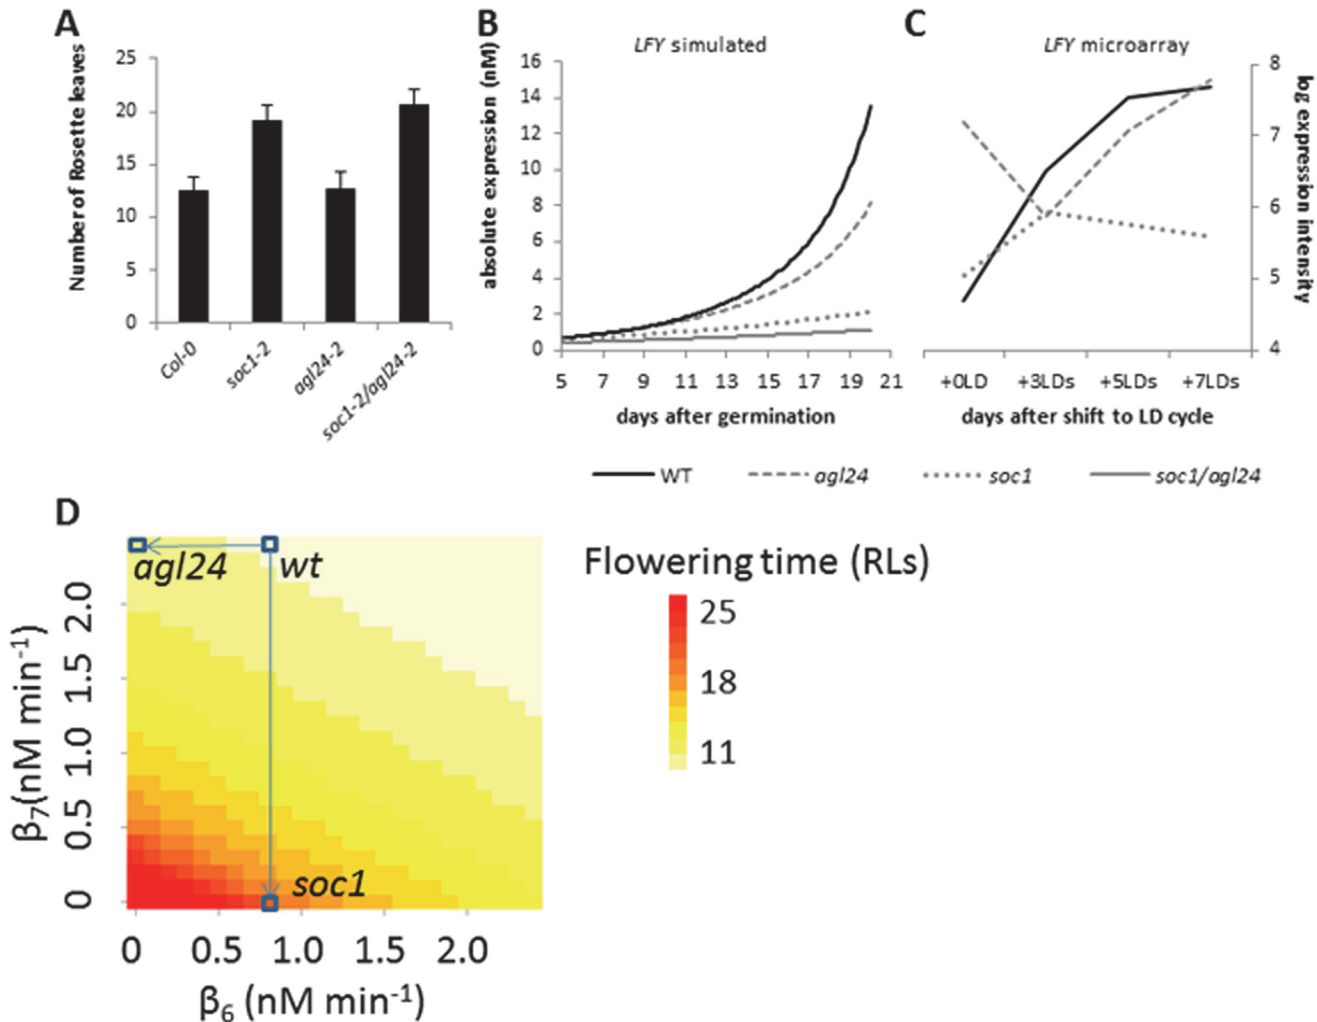 A
Number of Rosette leaves
25
20
15
10
5
0
Col-0
soc1-2
agl24-2
soc1-2/agl24-2
B
LFY simulated
absolute expression (nM)
16
14
12
10
8
6
4
2
0
5 7 9 11 13 15 17 19 21
days after germination
C
LFY microarray
8
7
6
5
4
log expression intensity
+0LD +3LDs +5LDs +7LDs
days after shift to LD cycle
WT agl24 soc1 soc1/agl24
D
agl24 wt
soc1
β7(nM min-1)
2.0
1.5
1.0
0.5
0
0 0.5 1.0 1.5 2.0
β6 (nM min-1)
Flowering time (RLs)
25
18
11